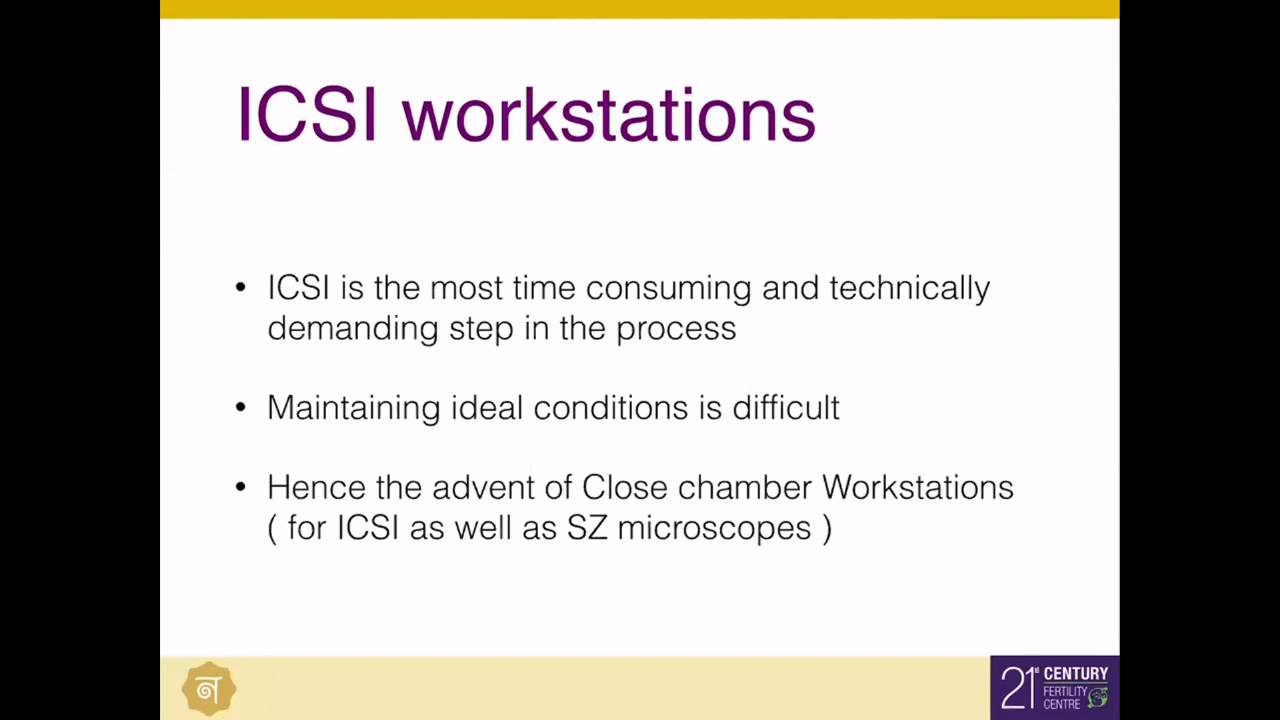 ICSI workstations
• ICSI is the most time consuming and technically
demanding step in the process
• Maintaining ideal conditions is difficult
• Hence the advent of Close chamber Workstations
( for ICSI as well as SZ microscopes )
21st CENTURY
FERTILITY
CENTRE